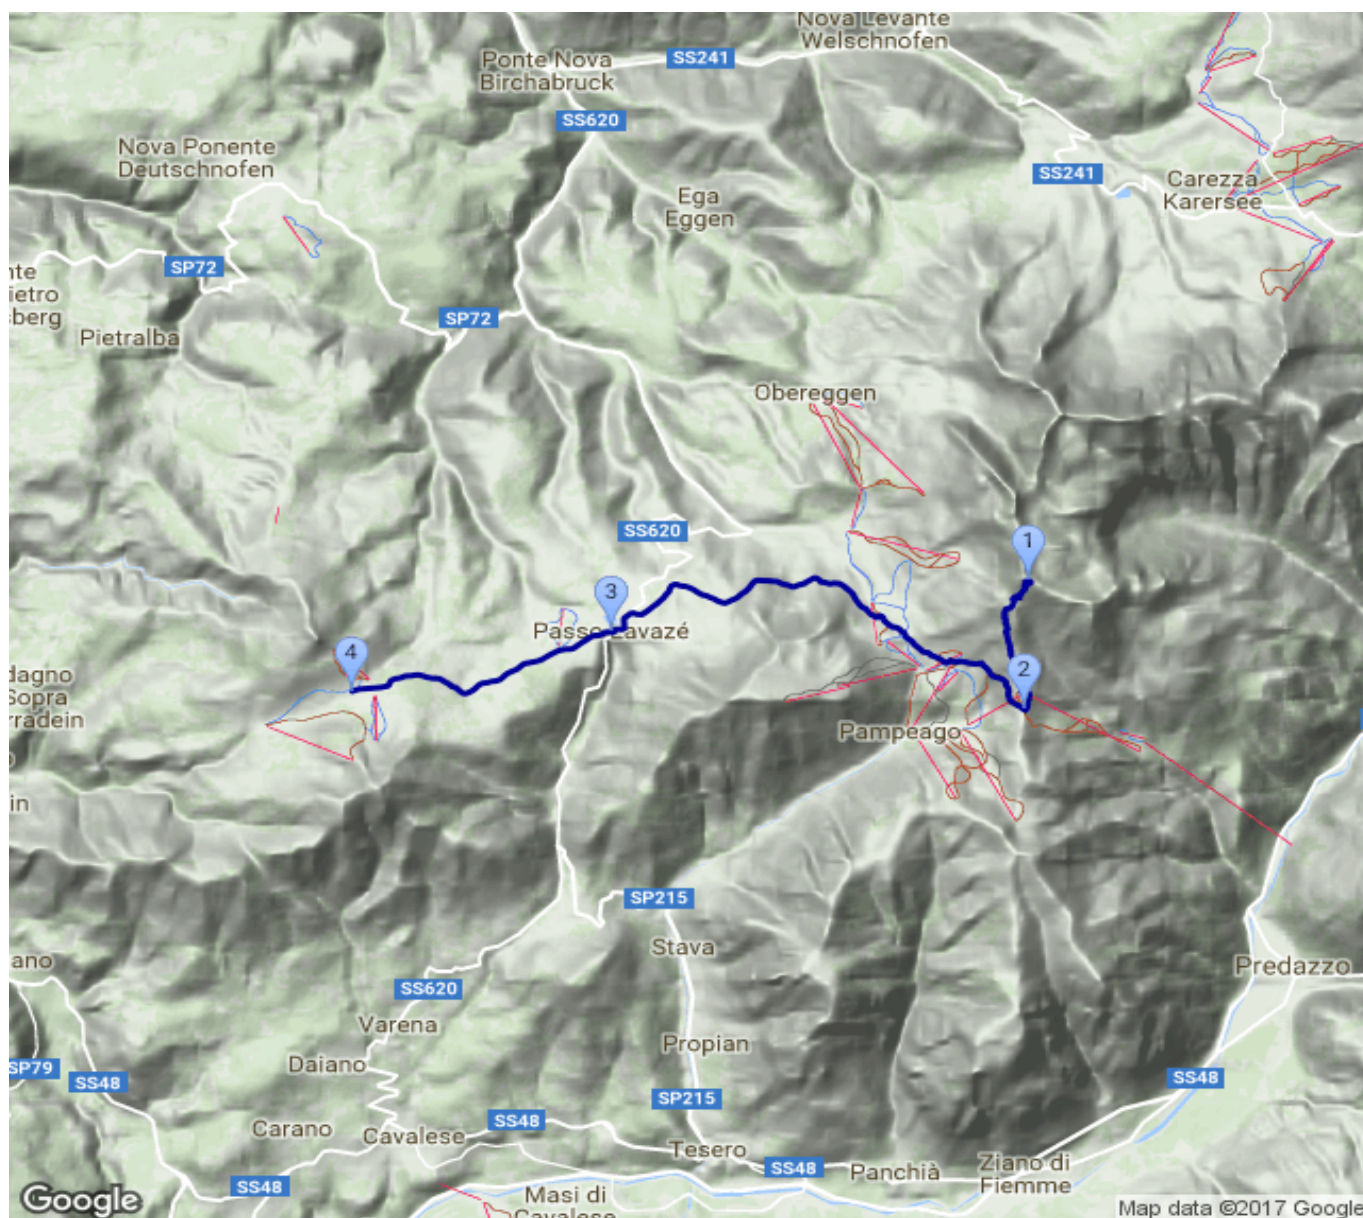 Nova Levante
Welschnofen
Ponte Nova
Birchabruck
SS241
SS620
Nova Ponente
Deutschnofen
SS241
Carezza
Karersee
Ega
Eggen
SP72
Pietralba
SP72
Obereggen
SS620
1
3
Passo Lavazé
4
2
Pampeago
SP215
Stava
Predazzo
SS620
Varena
Propian
Daiano
SP79
SS48
SP215
SS48
Carano
Cavalese
SS48
Tesero
SS48
Panchià
Ziano di
Fiemme
SS48
Masi di
Cavalese
Google
Map data ©2017 Google